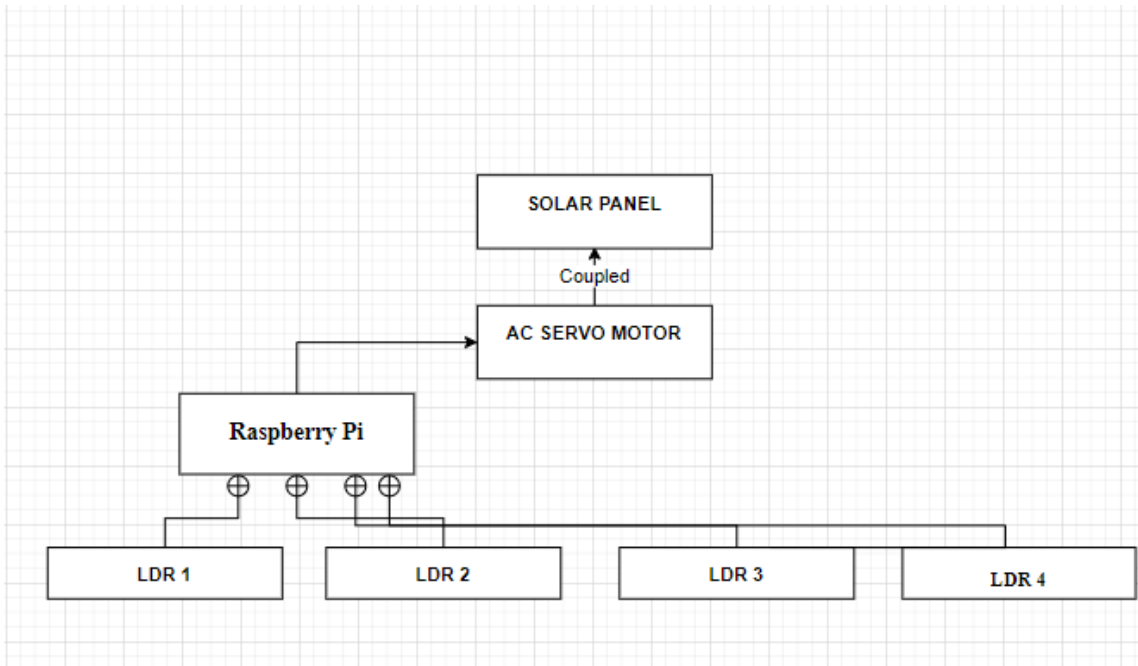 SOLAR PANEL
Coupled
AC SERVO MOTOR
Raspberry Pi
LDR 1
LDR 2
LDR 3
LDR 4